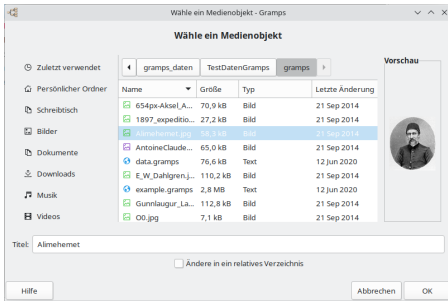 Wähle ein Medienobjekt - Gramps
Wähle ein Medienobjekt
Zuletzt verwendet
Persönlicher Ordner
Schreibtisch
Bilder
Dokumente
Downloads
Musik
Videos
gramps_daten TestDatenGramps gramps
Name Größe Typ Letzte Änderung
654px-Aksel_A... 70,9 kB Bild 21 Sep 2014
1897_expeditio... 27,2 kB Bild 21 Sep 2014
Alimehemet.jpg 58,3 kB Bild 21 Sep 2014
AntoineClaude... 65,0 kB Bild 21 Sep 2014
data.gramps 76,6 kB Text 12 Jun 2020
E_W_Dahlgren.j... 110,2 kB Bild 21 Sep 2014
example.gramps 2,8 MB Text 12 Jun 2020
Gunnlaugur_La... 112,8 kB Bild 21 Sep 2014
O0.jpg 7,1 kB Bild 21 Sep 2014
Vorschau
Titel: Alimehemet
Ändere in ein relatives Verzeichnis
Hilfe Abbrechen OK